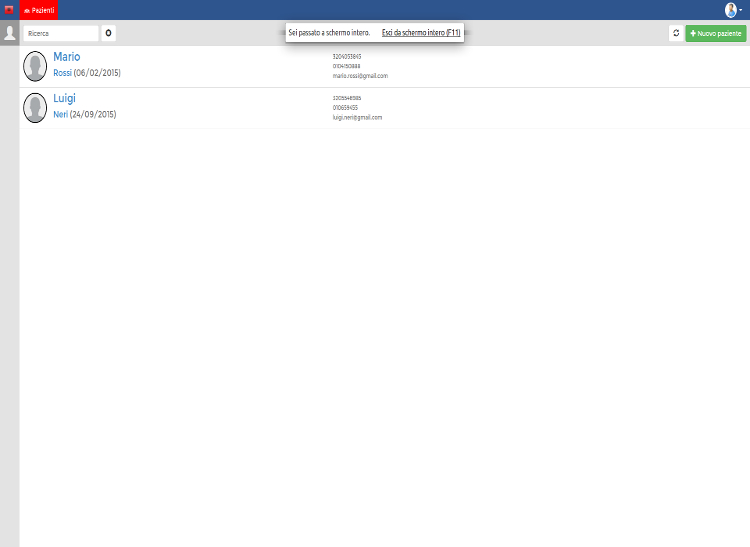 Pazienti
Ricerca
Sei passato a schermo intero. Esci da schermo intero (F11)
Nuovo paziente
Mario
Rossi (06/02/2015)
3204053845
0104150888
mario.rossi@gmail.com
Luigi
Neri (24/09/2015)
3205546985
010659455
luigi.neri@gmail.com